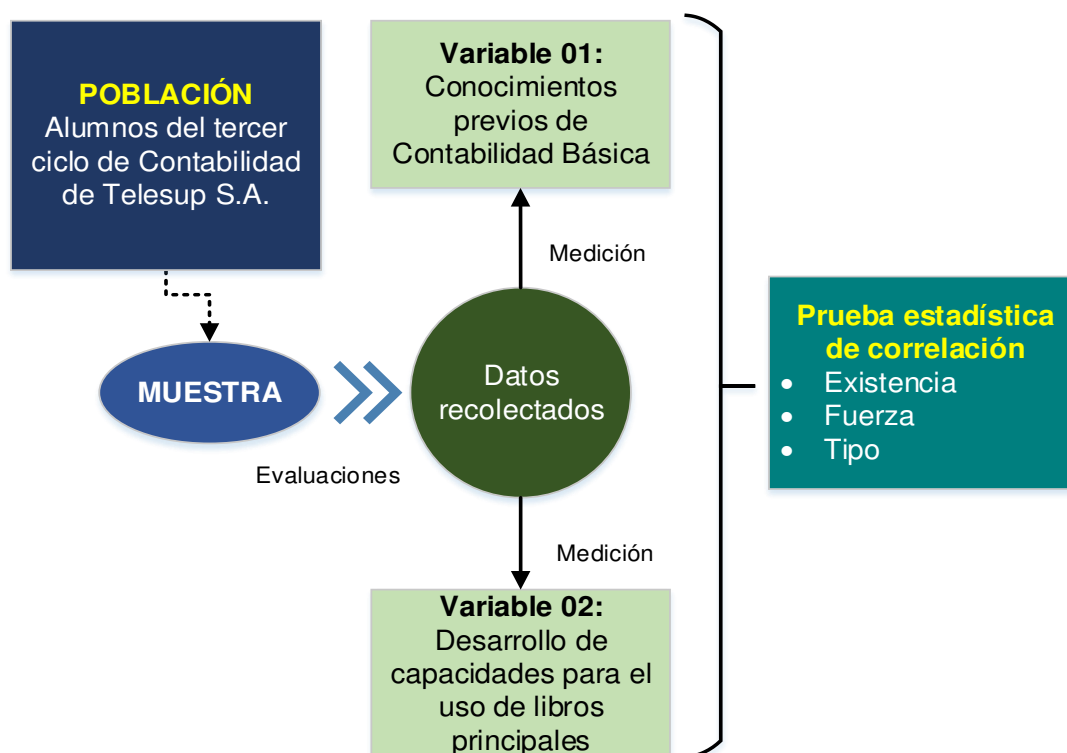 POBLACIÓN
Alumnos del tercer
ciclo de Contabilidad
de Telesup S.A.
MUESTRA
Evaluaciones
Datos
recolectados
Variable 01:
Conocimientos
previos de
Contabilidad Básica
Medición
Medición
Variable 02:
Desarrollo de
capacidades para el
uso de libros
principales
Prueba estadística
de correlación
• Existencia
• Fuerza
• Tipo